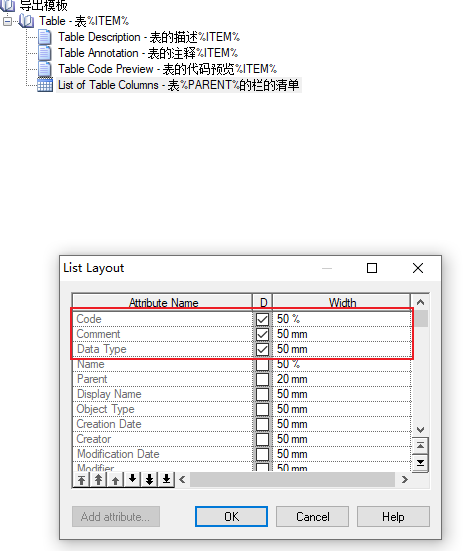 导出模板
Table - 表%ITEM%
Table Description - 表的描述%ITEM%
Table Annotation - 表的注释%ITEM%
Table Code Preview - 表的代码预览%ITEM%
List of Table Columns - 表%PARENT%的栏的清单
List Layout
Attribute Name D Width
Code 50 %
Comment 50 mm
Data Type 50 mm
Name 50 %
Parent 20 mm
Display Name 50 mm
Object Type 50 mm
Creation Date 50 mm
Creator 50 mm
Modification Date 50 mm
Modifier 50 mm
Add attribute... OK Cancel Help